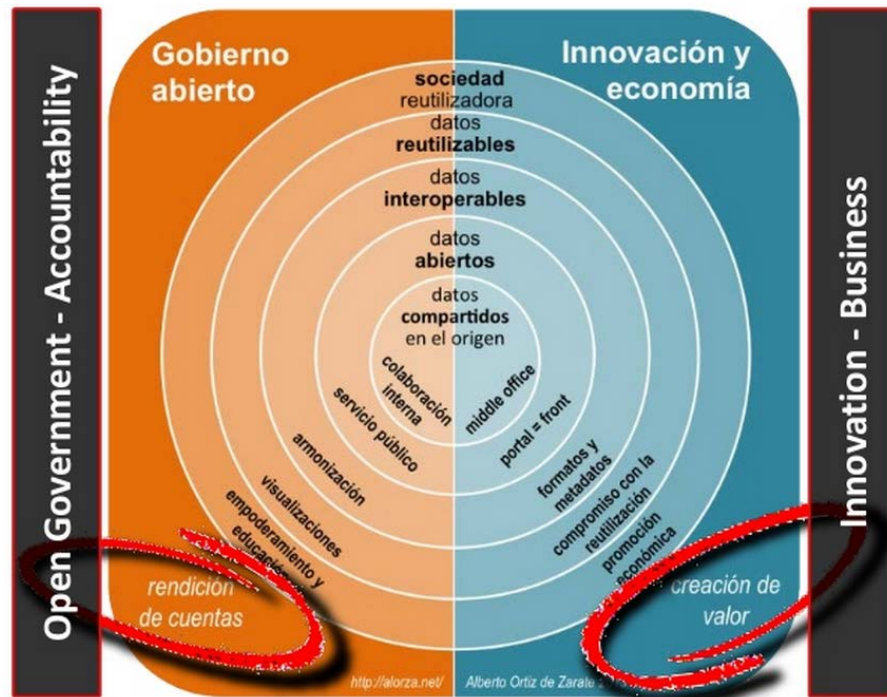 Open Government - Accountability
Gobierno
abierto
Innovación y
economía
sociedad
reutilizadora
datos
reutilizables
datos
interoperables
datos
abiertos
datos
compartidos
en el origen
colaboración
interna
middle office
servicio público
portal = front
armonización
formatos y
metadatos
visualizaciones
compromiso con la
reutilización
empoderamiento y
educación
promoción
económica
rendición
de cuentas
creación de
valor
http://alorza.net/
Alberto Ortiz de Zarate
Innovation - Business